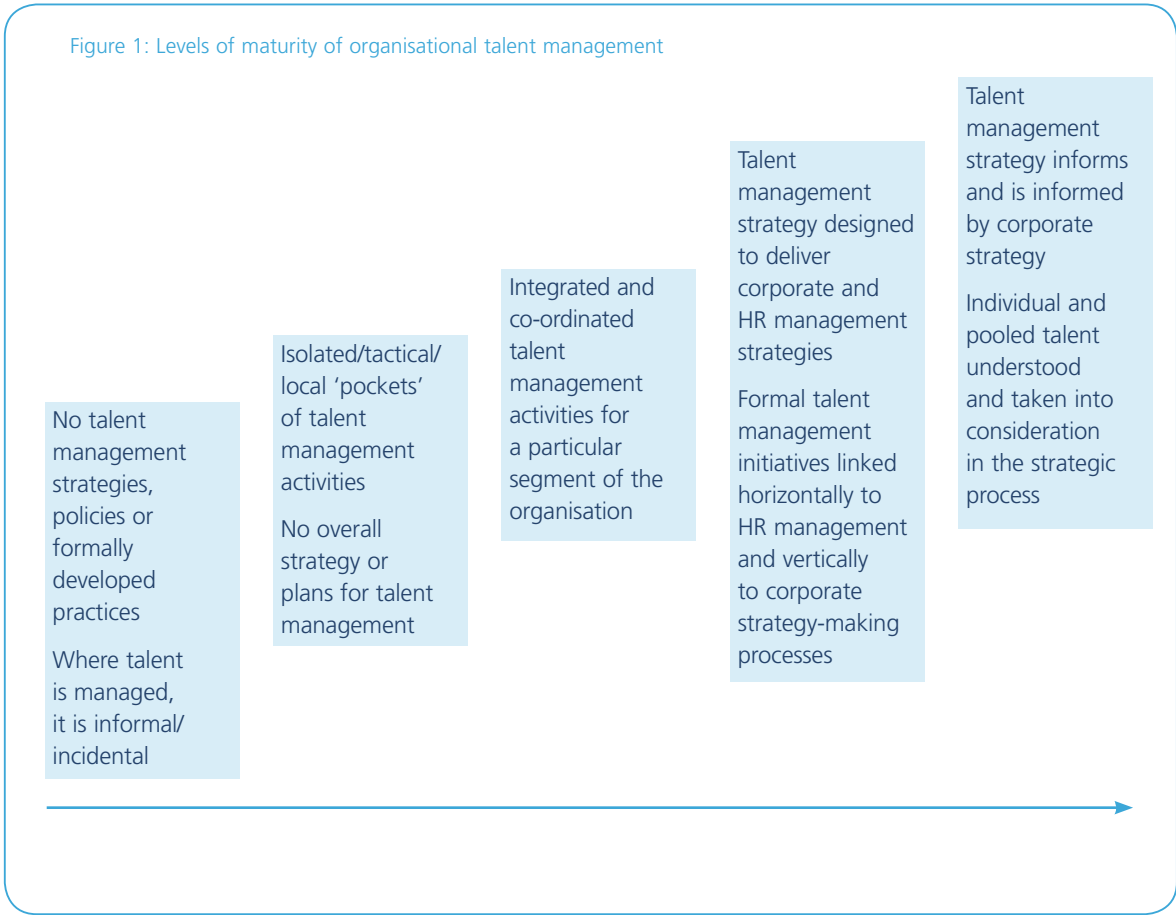 Figure 1: Levels of maturity of organisational talent management
No talent
management
strategies,
policies or
formally
developed
practices
Where talent
is managed,
it is informal/
incidental
Isolated/tactical/
local ‘pockets’
of talent
management
activities
No overall
strategy or
plans for talent
management
Integrated and
co-ordinated
talent
management
activities for
a particular
segment of the
organisation
Talent
management
strategy designed
to deliver
corporate and
HR management
strategies
Formal talent
management
initiatives linked
horizontally to
HR management
and vertically
to corporate
strategy-making
processes
Talent
management
strategy informs
and is informed
by corporate
strategy
Individual and
pooled talent
understood
and taken into
consideration
in the strategic
process